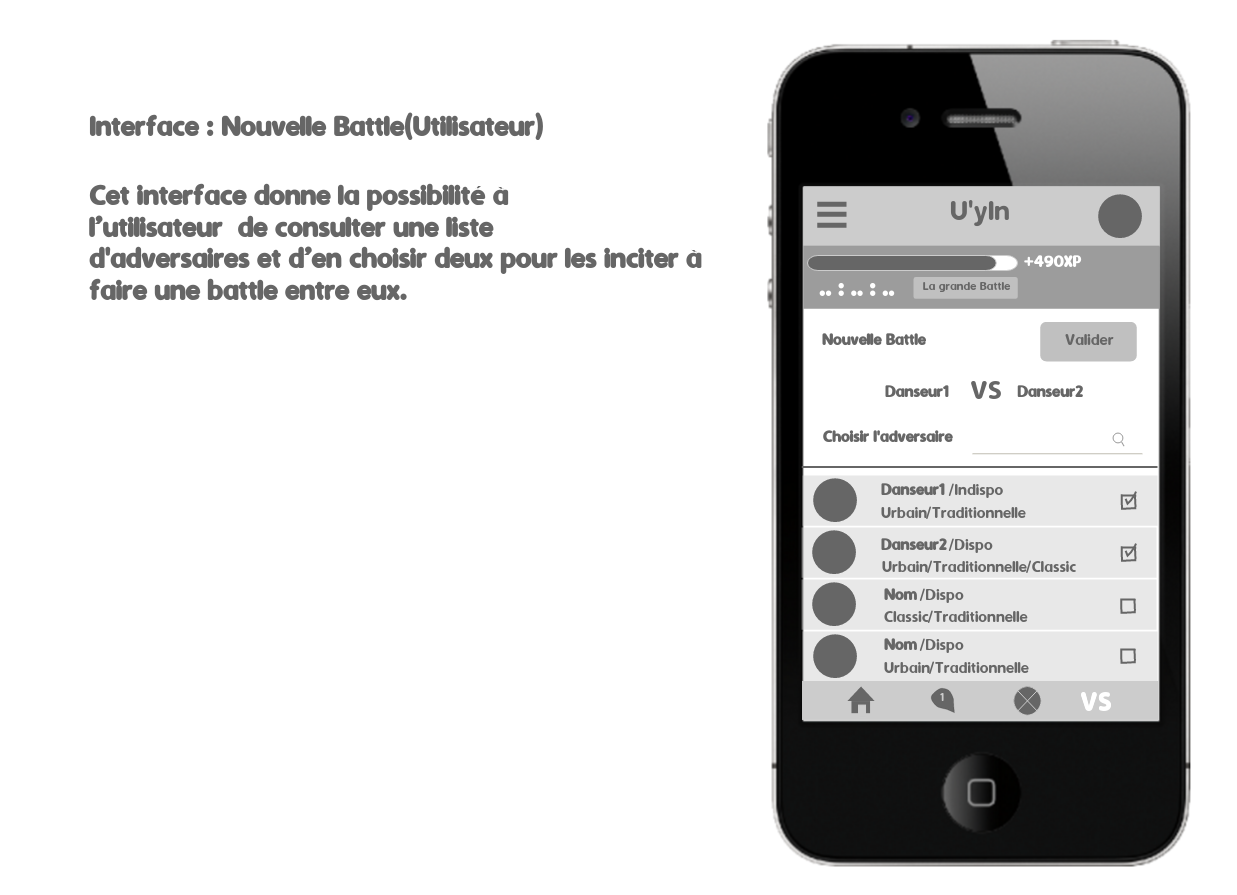 Interface : Nouvelle Battle(Utilisateur)
Cet interface donne la possibilité à
l'utilisateur  de consulter une liste
d'adversaires et d'en choisir deux pour les inciter à
faire une battle entre eux.
U'yIn
+490XP
.. : .. : ..
La grande Battle
Nouvelle Battle
Valider
Danseur1 VS Danseur2
Choisir l'adversaire
Danseur1 /Indispo
Urbain/Traditionnelle
Danseur2 /Dispo
Urbain/Traditionnelle/Classic
Nom /Dispo
Classic/Traditionnelle
Nom /Dispo
Urbain/Traditionnelle
1
VS